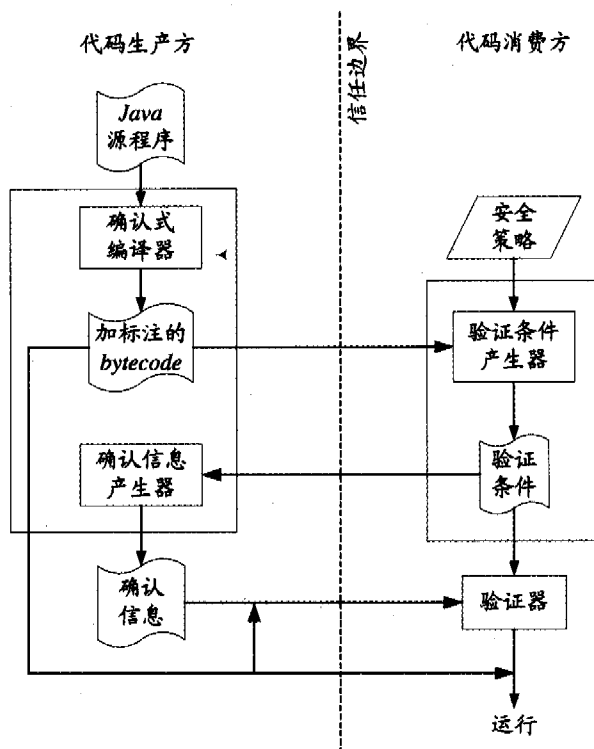 代码生产方
代码消费方
信任边界
Java
源程序
确认式
编译器
安全
策略
加标注的
bytecode
验证条件
产生器
确认信息
产生器
验证
条件
确认
信息
验证器
运行